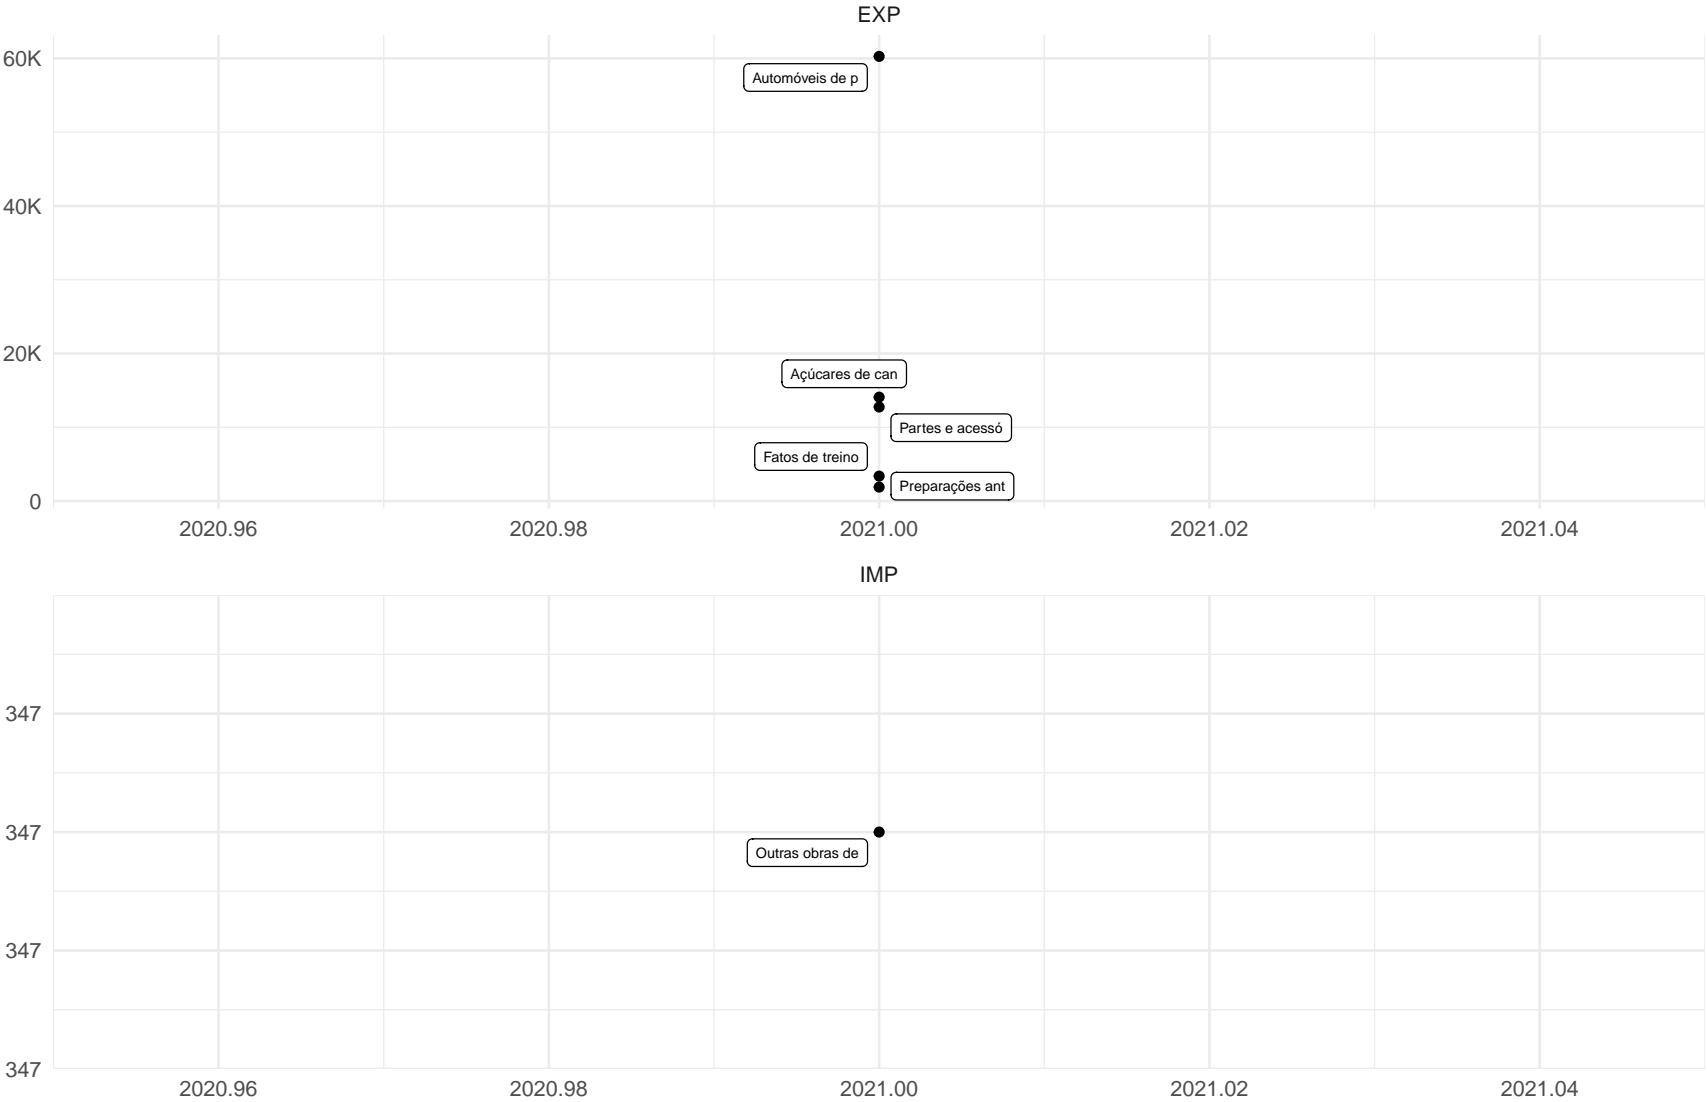 EXP
60K
Automóveis de p
40K
20K
Açúcares de can
Partes e acessó
Fatos de treino
Preparações ant
0
2020.96 2020.98 2021.00 2021.02 2021.04
IMP
347
347
Outras obras de
347
347
2020.96 2020.98 2021.00 2021.02 2021.04